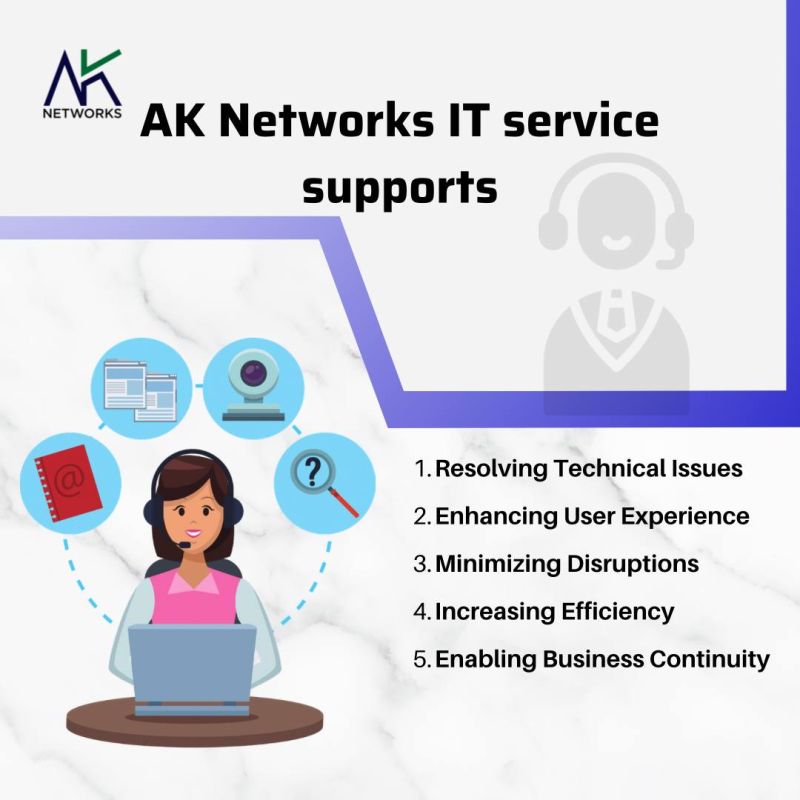 AK
NETWORKS
AK Networks IT service
supports
@
?
1. Resolving Technical Issues
2. Enhancing User Experience
3. Minimizing Disruptions
4. Increasing Efficiency
5. Enabling Business Continuity